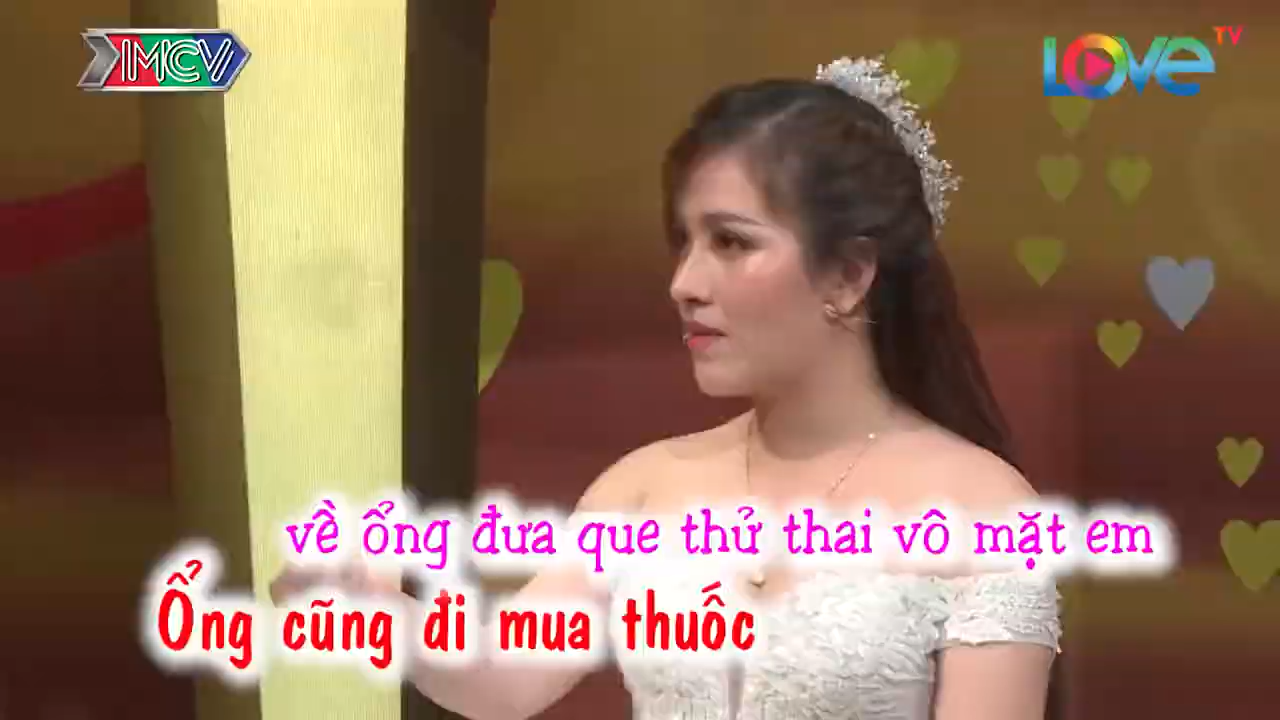 MCV
LOVE TV
về ổng đưa que thử thai vô mặt em
Ổng cũng đi mua thuốc